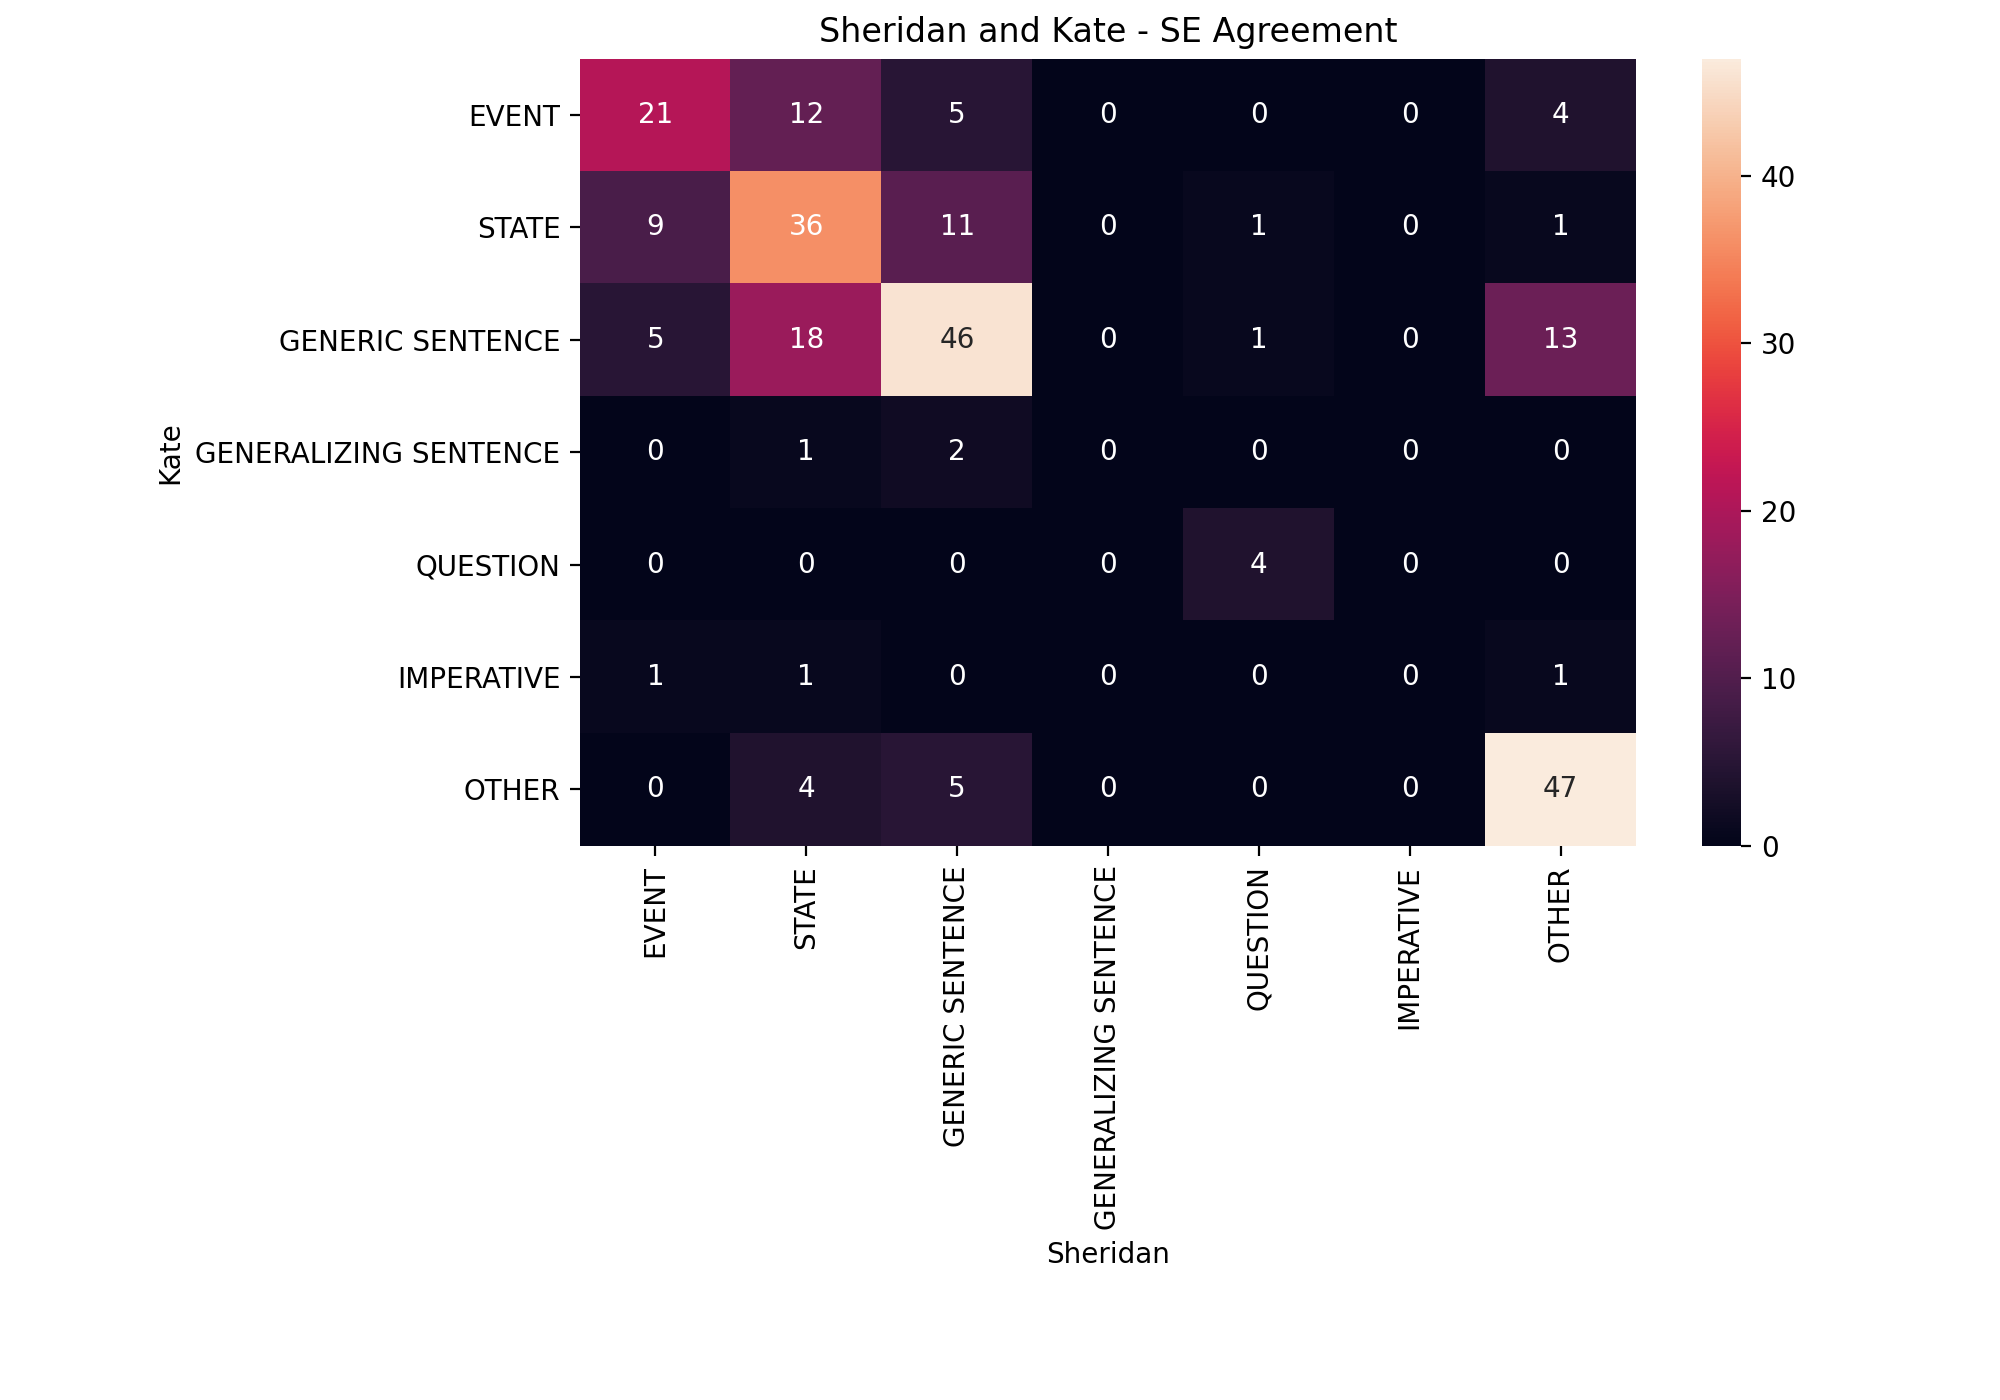 Sheridan and Kate - SE Agreement
EVENT 21 12 5 0 0 0 4
STATE 9 36 11 0 1 0 1
GENERIC SENTENCE 5 18 46 0 1 0 13
GENERALIZING SENTENCE 0 1 2 0 0 0 0
QUESTION 0 0 0 0 4 0 0
IMPERATIVE 1 1 0 0 0 0 1
OTHER 0 4 5 0 0 0 47
Kate
EVENT
STATE
GENERIC SENTENCE
GENERALIZING SENTENCE
QUESTION
IMPERATIVE
OTHER
Sheridan
40
30
20
10
0